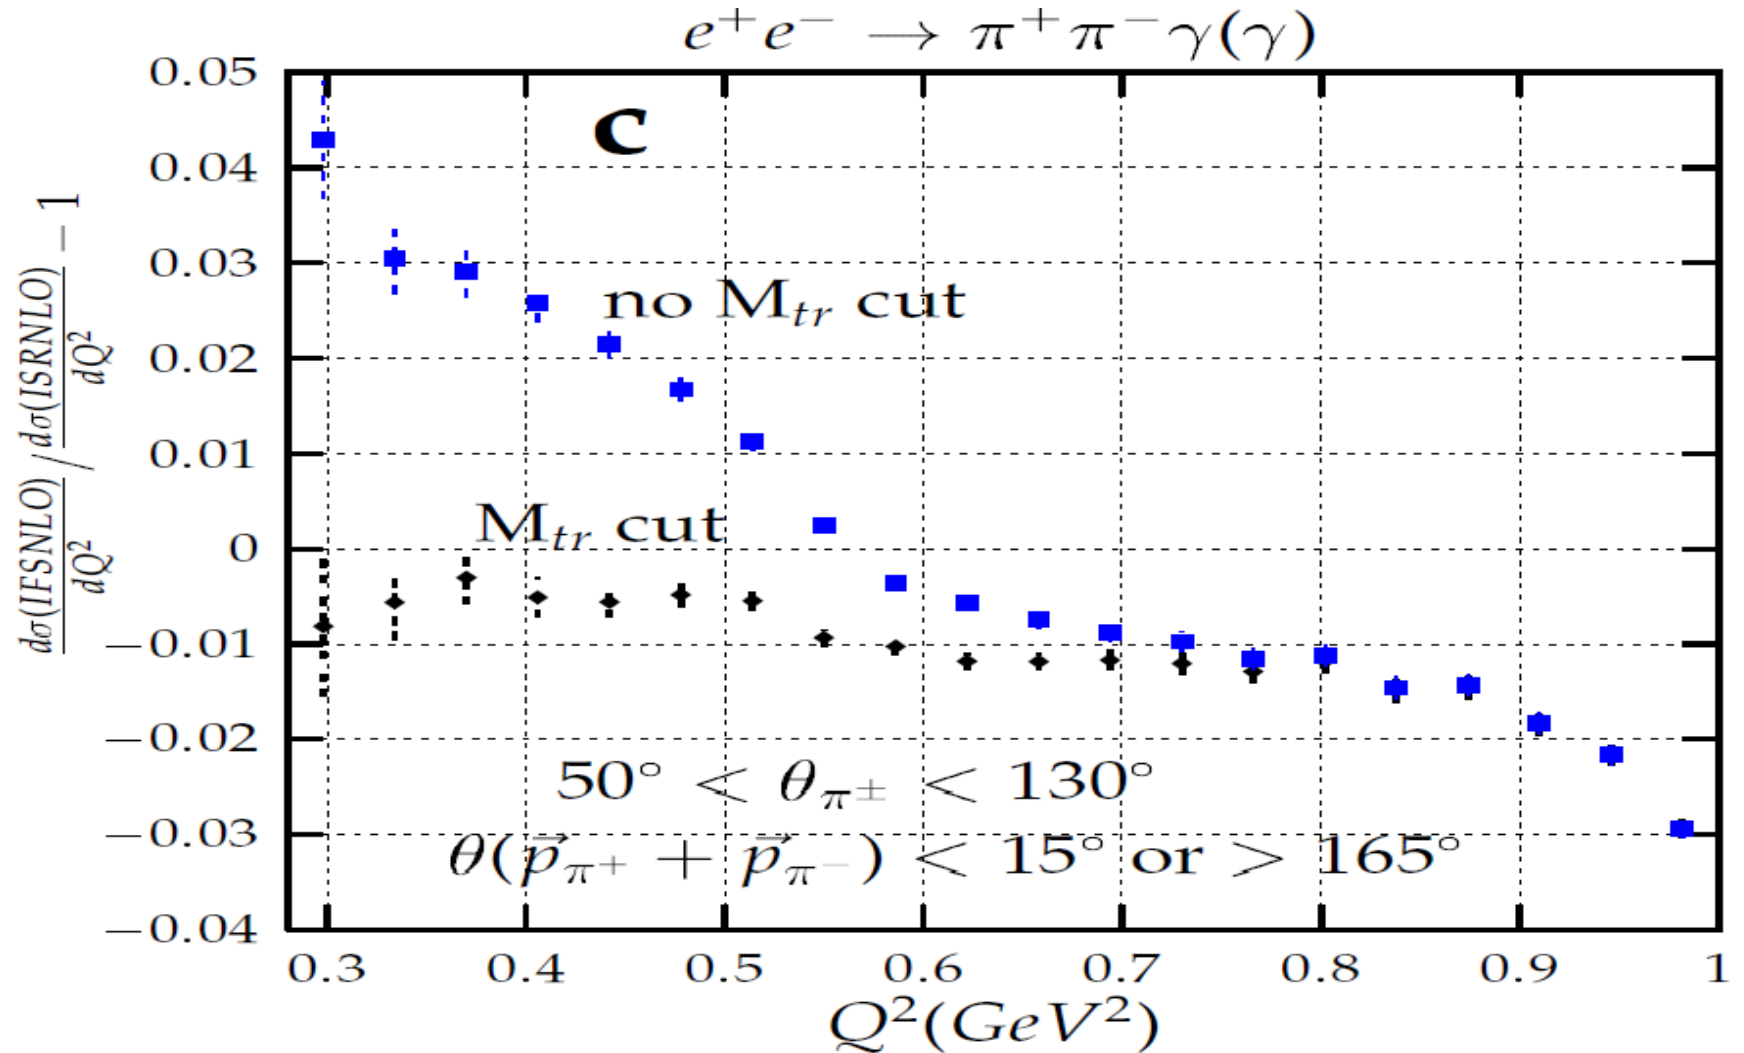 e⁺e⁻ → π⁺π⁻γ(γ)
0.05
0.04
0.03
0.02
0.01
0
−0.01
−0.02
−0.03
−0.04
dσ(IFSNLO)/dQ² / dσ(ISRNLO)/dQ² − 1
c
no M_tr cut
M_tr cut
50° < θ_π± < 130°
θ(p⃗_π⁺ + p⃗_π⁻) < 15° or > 165°
0.3 0.4 0.5 0.6 0.7 0.8 0.9 1
Q²(GeV²)